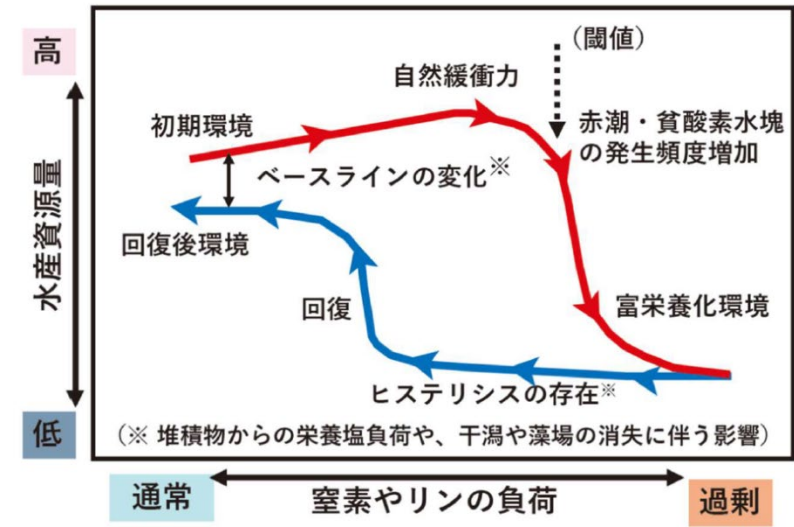 高
（閾値）
自然緩衝力
初期環境
赤潮・貧酸素水塊
の発生頻度増加
ベースラインの変化※
水産資源量
回復後環境
回復
富栄養化環境
ヒステリシスの存在※
低
（※ 堆積物からの栄養塩負荷や、干潟や藻場の消失に伴う影響）
通常
窒素やリンの負荷
過剰